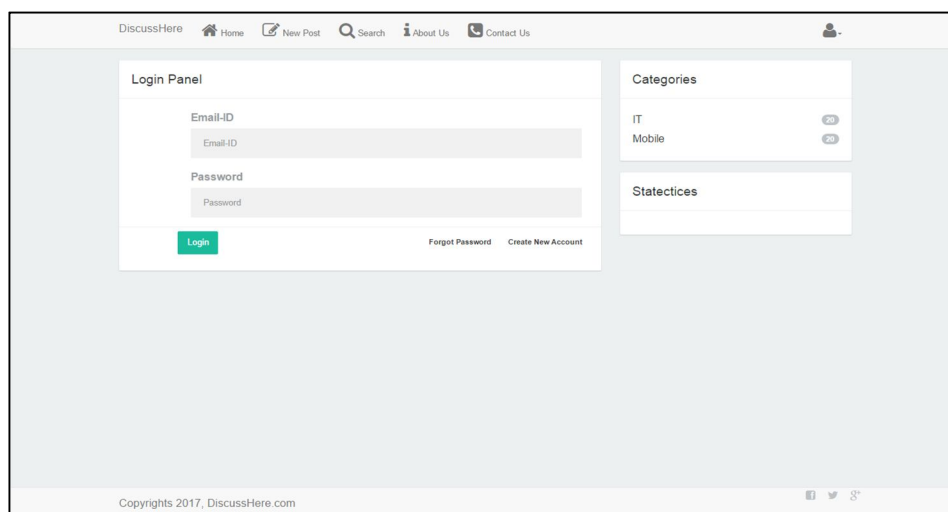 DiscussHere Home New Post Search About Us Contact Us
Login Panel
Email-ID
Email-ID
Password
Password
Login Forgot Password Create New Account
Categories
IT 20
Mobile 20
Statectices
Copyrights 2017, DiscussHere.com